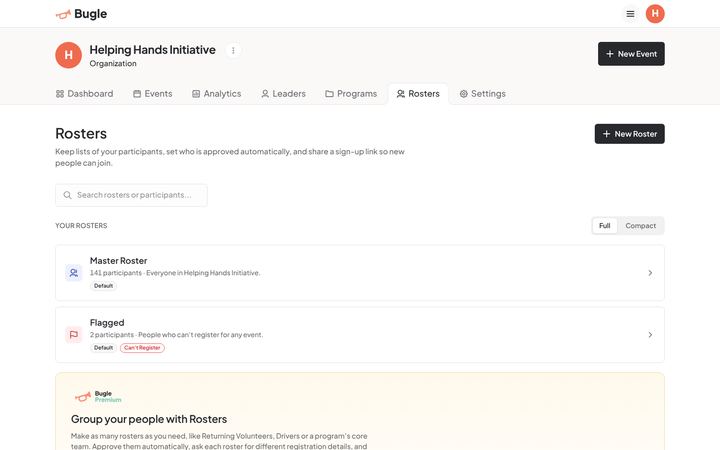 Bugle
H
H
Helping Hands Initiative
Organization
New Event
Dashboard
Events
Analytics
Leaders
Programs
Rosters
Settings
Rosters
New Roster
Keep lists of your participants, set who is approved automatically, and share a sign-up link so new
people can join.
Search rosters or participants...
YOUR ROSTERS
Full
Compact
Master Roster
141 participants · Everyone in Helping Hands Initiative.
Default
Flagged
2 participants · People who can't register for any event.
Default
Can't Register
Bugle
Premium
Group your people with Rosters
Make as many rosters as you need, like Returning Volunteers, Drivers or a program's core
team. Approve them automatically, ask each roster for different registration details, and